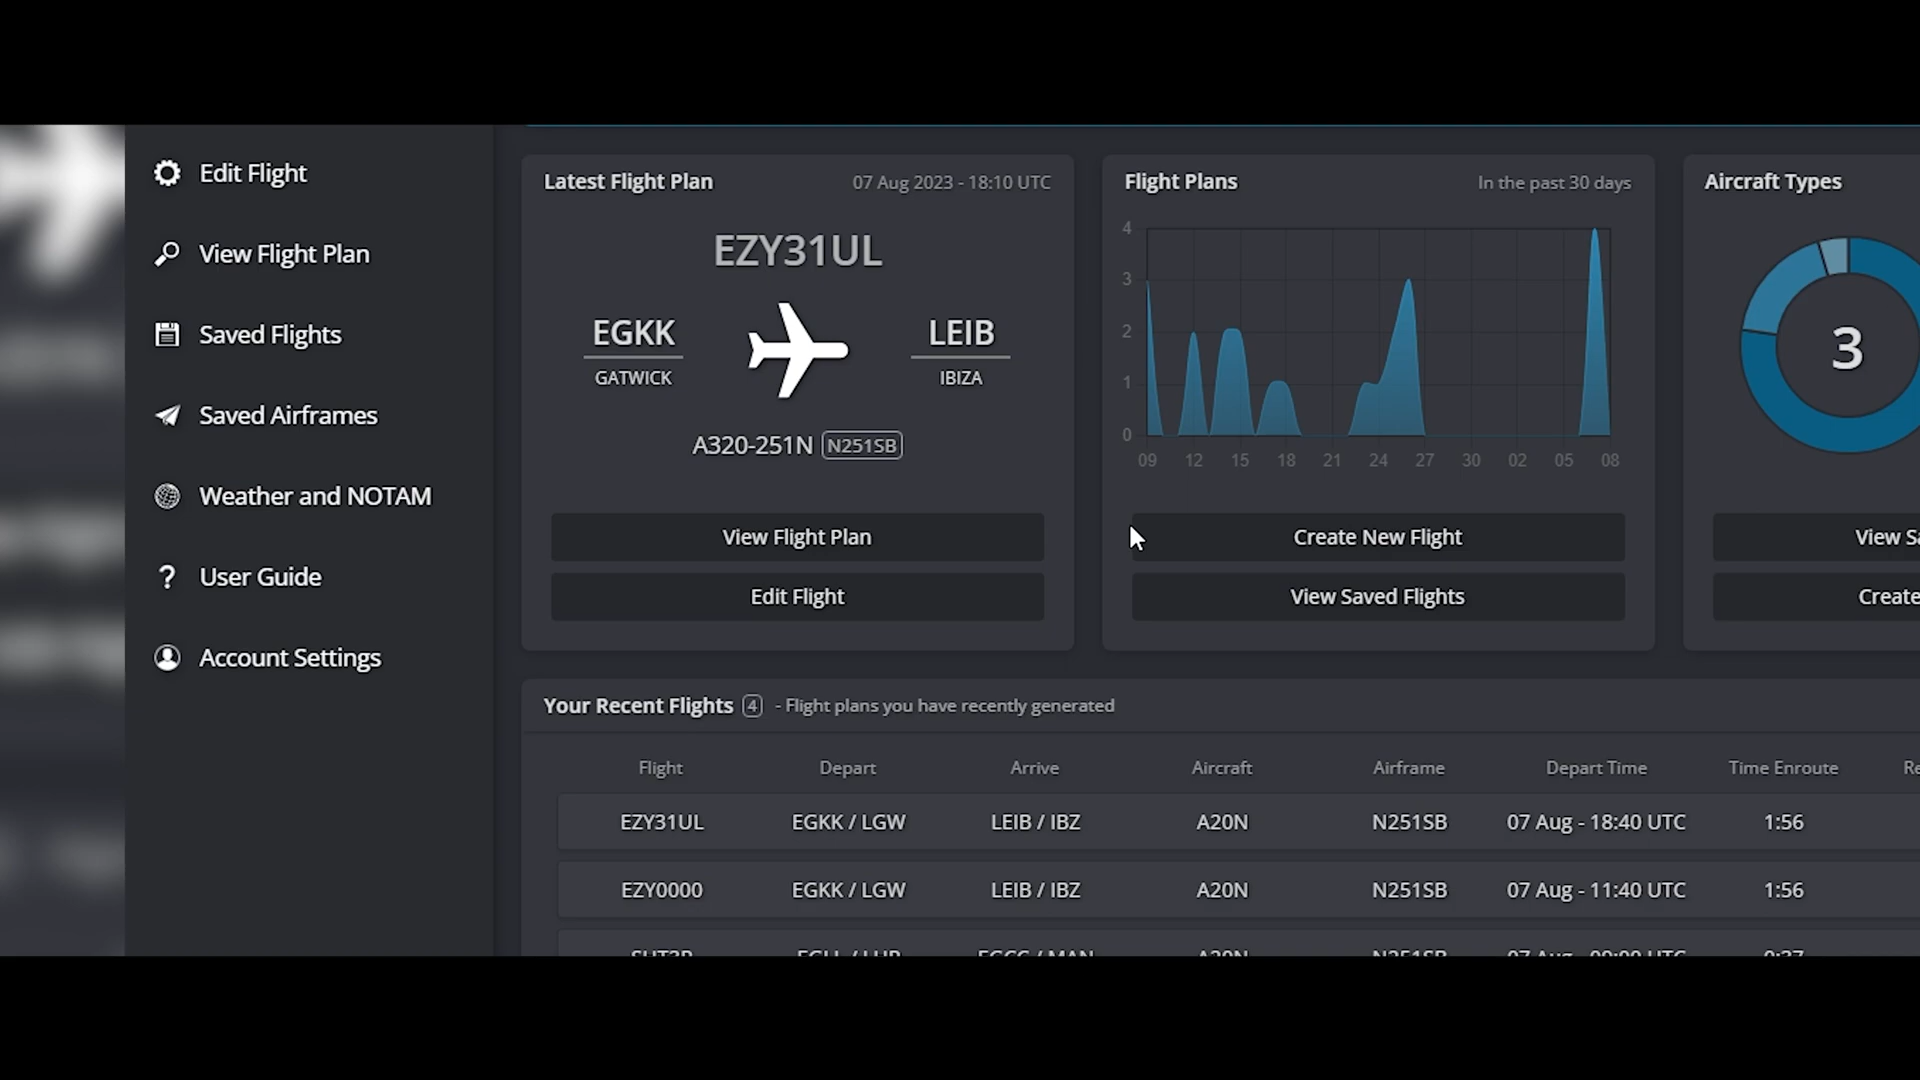 Edit Flight
View Flight Plan
Saved Flights
Saved Airframes
Weather and NOTAM
User Guide
Account Settings
Latest Flight Plan 07 Aug 2023 - 18:10 UTC
EZY31UL
EGKK LEIB
GATWICK IBIZA
A320-251N N251SB
View Flight Plan
Edit Flight
Flight Plans In the past 30 days
4
3
2
1
0
09 12 15 18 21 24 27 30 02 05 08
Create New Flight
View Saved Flights
Aircraft Types
3
View
Create
Your Recent Flights 4 - Flight plans you have recently generated
Flight Depart Arrive Aircraft Airframe Depart Time Time Enroute
EZY31UL EGKK / LGW LEIB / IBZ A20N N251SB 07 Aug - 18:40 UTC 1:56
EZY0000 EGKK / LGW LEIB / IBZ A20N N251SB 07 Aug - 11:40 UTC 1:56